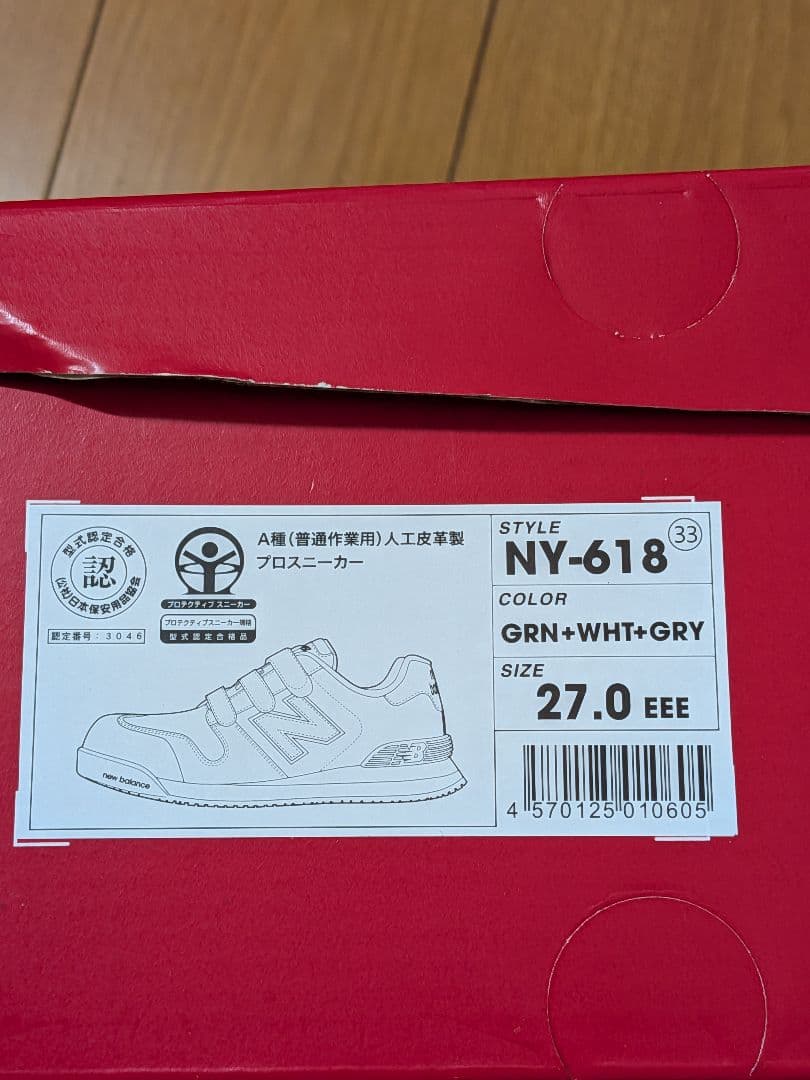 型式認定合格
認
(公社)日本保安用品協会
認定番号：3046
プロテクティブ スニーカー
プロテクティブスニーカー規格
型式認定合格品
A種(普通作業用)人工皮革製
プロスニーカー
STYLE
NY-618
33
COLOR
GRN+WHT+GRY
SIZE
27.0 EEE
4 570125 010605
N
NB
new balance